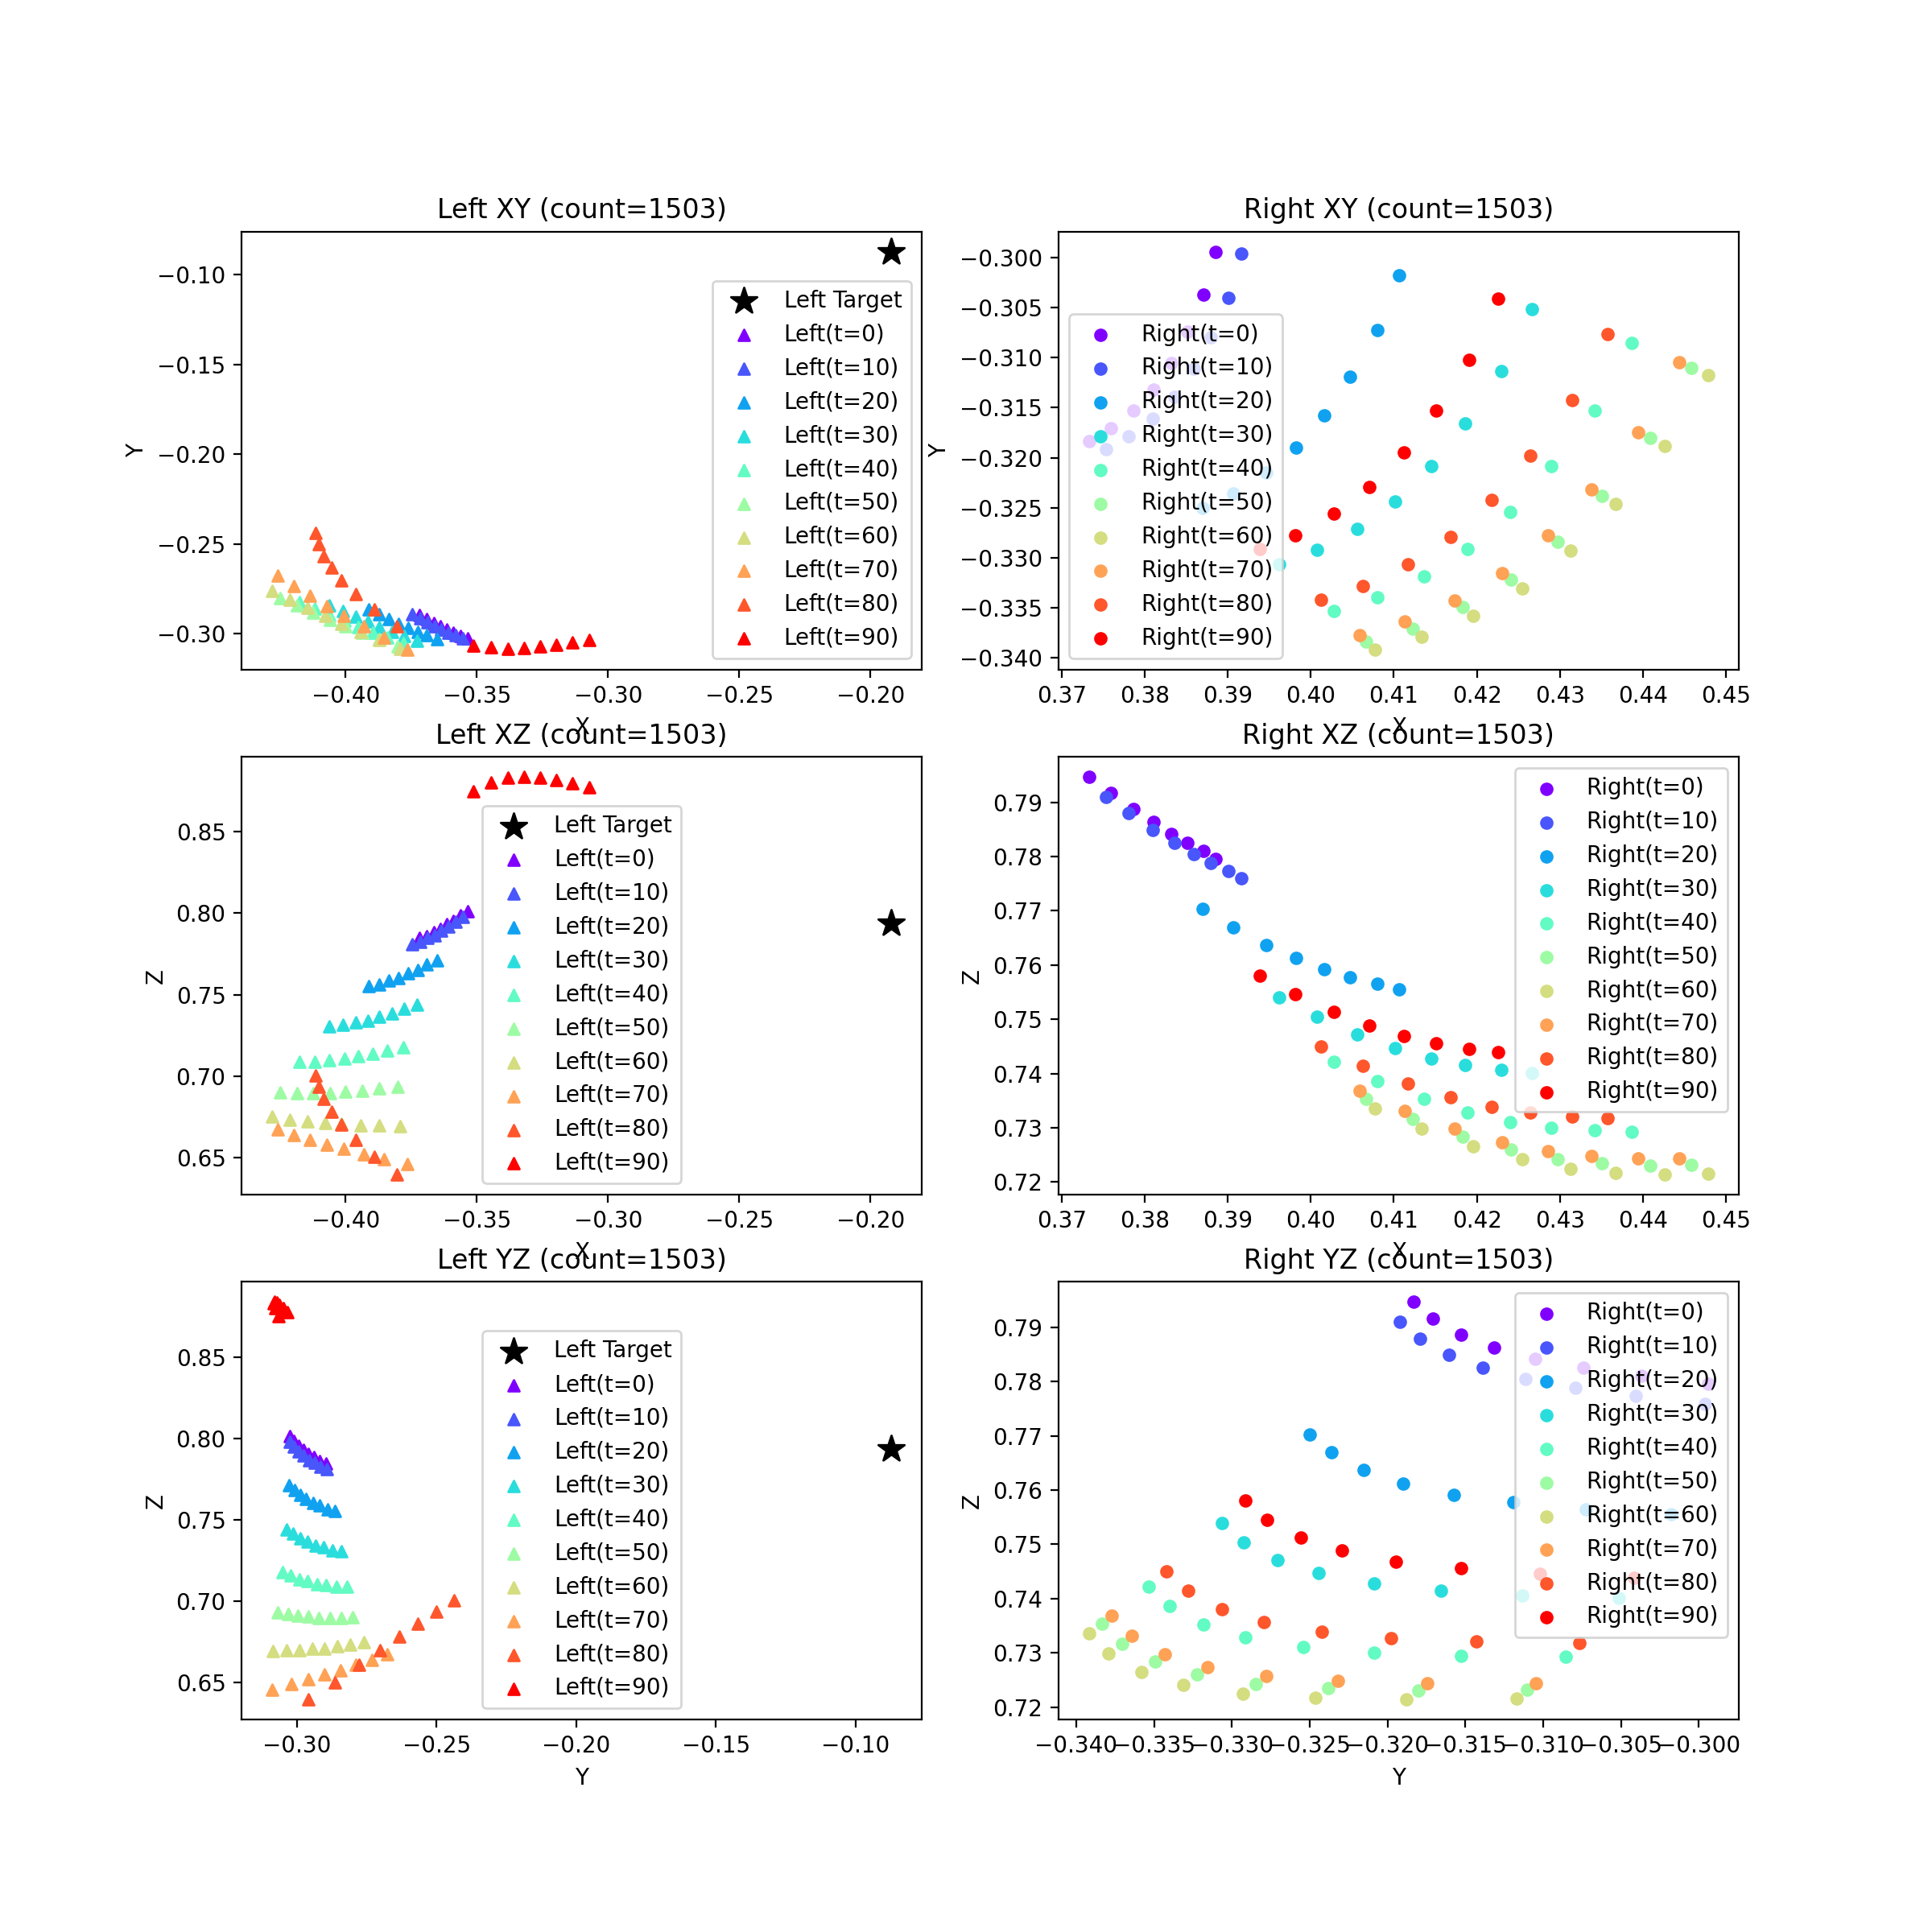 Left XY (count=1503)
Y
−0.10
−0.15
−0.20
−0.25
−0.30
−0.40
−0.35
−0.30
−0.25
−0.20
X
Left Target
Left(t=0)
Left(t=10)
Left(t=20)
Left(t=30)
Left(t=40)
Left(t=50)
Left(t=60)
Left(t=70)
Left(t=80)
Left(t=90)
Right XY (count=1503)
Y
−0.300
−0.305
−0.310
−0.315
−0.320
−0.325
−0.330
−0.335
−0.340
0.37
0.38
0.39
0.40
0.41
0.42
0.43
0.44
0.45
X
Right(t=0)
Right(t=10)
Right(t=20)
Right(t=30)
Right(t=40)
Right(t=50)
Right(t=60)
Right(t=70)
Right(t=80)
Right(t=90)
Left XZ (count=1503)
Z
0.85
0.80
0.75
0.70
0.65
−0.40
−0.35
−0.30
−0.25
−0.20
X
Left Target
Left(t=0)
Left(t=10)
Left(t=20)
Left(t=30)
Left(t=40)
Left(t=50)
Left(t=60)
Left(t=70)
Left(t=80)
Left(t=90)
Right XZ (count=1503)
Z
0.79
0.78
0.77
0.76
0.75
0.74
0.73
0.72
0.37
0.38
0.39
0.40
0.41
0.42
0.43
0.44
0.45
X
Right(t=0)
Right(t=10)
Right(t=20)
Right(t=30)
Right(t=40)
Right(t=50)
Right(t=60)
Right(t=70)
Right(t=80)
Right(t=90)
Left YZ (count=1503)
Z
0.85
0.80
0.75
0.70
0.65
−0.30
−0.25
−0.20
−0.15
−0.10
Y
Left Target
Left(t=0)
Left(t=10)
Left(t=20)
Left(t=30)
Left(t=40)
Left(t=50)
Left(t=60)
Left(t=70)
Left(t=80)
Left(t=90)
Right YZ (count=1503)
Z
0.79
0.78
0.77
0.76
0.75
0.74
0.73
0.72
−0.340
−0.335
−0.330
−0.325
−0.320
−0.315
−0.310
−0.305
−0.300
Y
Right(t=0)
Right(t=10)
Right(t=20)
Right(t=30)
Right(t=40)
Right(t=50)
Right(t=60)
Right(t=70)
Right(t=80)
Right(t=90)